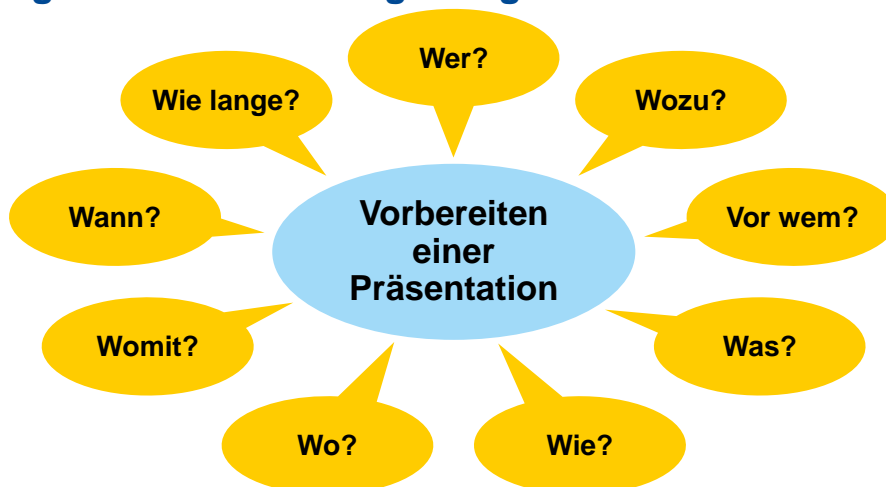 Wer?
Wie lange?
Wozu?
Wann?
Vorbereiten
einer
Präsentation
Vor wem?
Womit?
Was?
Wo?
Wie?